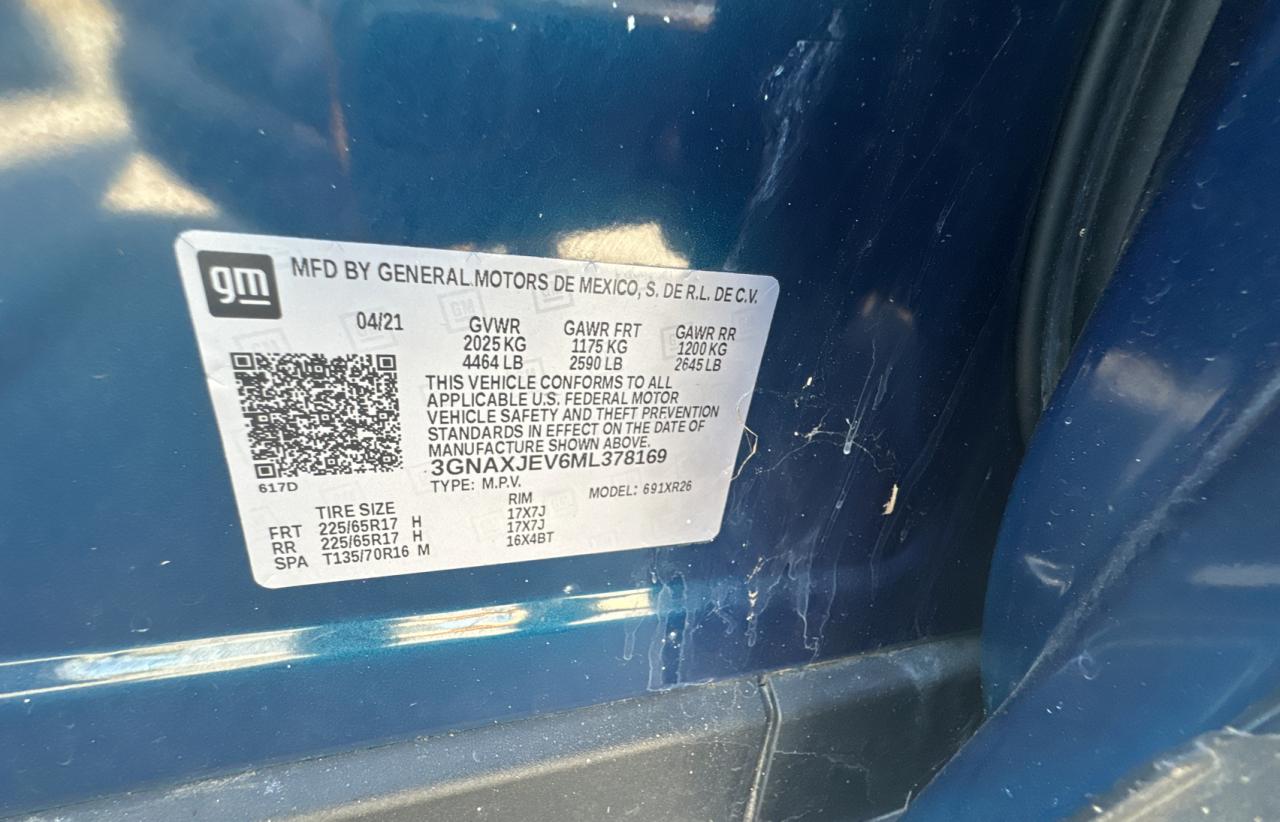 gm MFD BY GENERAL MOTORS DE MEXICO, S. DE R.L. DE C.V.
04/21 GVWR GAWR FRT GAWR RR
2025 KG 1175 KG 1200 KG
4464 LB 2590 LB 2645 LB
THIS VEHICLE CONFORMS TO ALL
APPLICABLE U.S. FEDERAL MOTOR
VEHICLE SAFETY AND THEFT PREVENTION
STANDARDS IN EFFECT ON THE DATE OF
MANUFACTURE SHOWN ABOVE.
3GNAXJEV6ML378169
617D TYPE: M.P.V. MODEL: 691XR26
TIRE SIZE RIM
FRT 225/65R17 H 17X7J
RR 225/65R17 H 17X7J
SPA T135/70R16 M 16X4BT